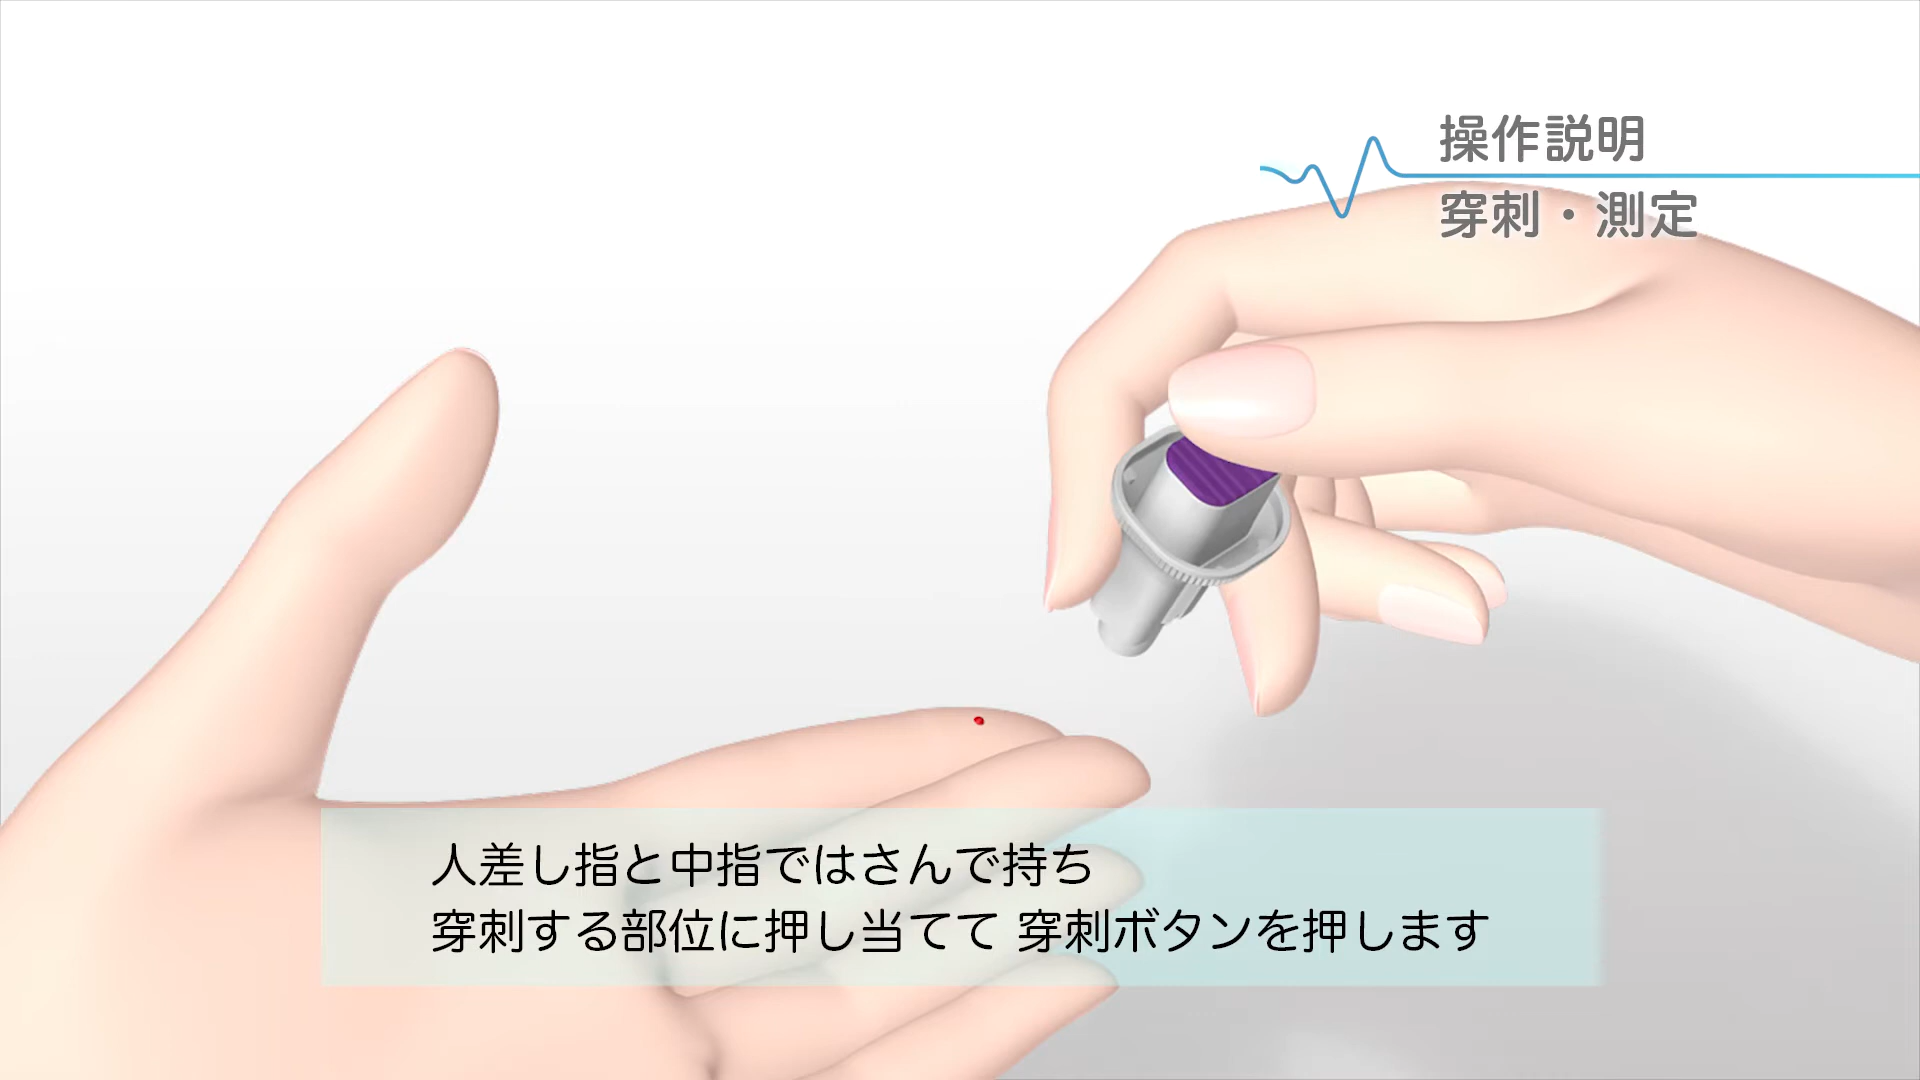 操作説明
穿刺・測定
人差し指と中指ではさんで持ち
穿刺する部位に押し当てて 穿刺ボタンを押します